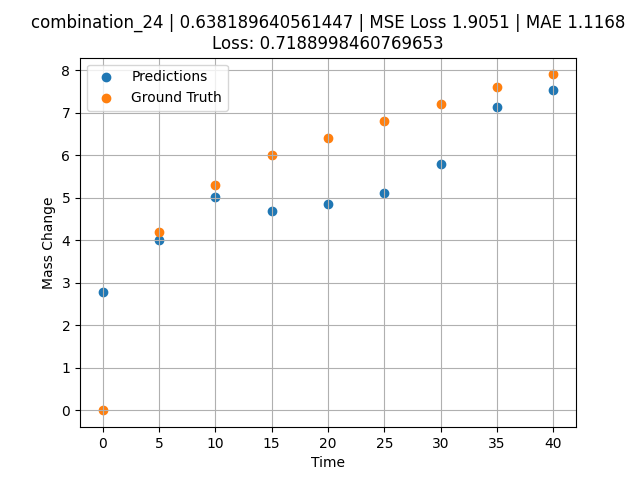 combination_24 | 0.638189640561447 | MSE Loss 1.9051 | MAE 1.1168
Loss: 0.7188998460769653
Predictions
Ground Truth
8
7
6
5
4
3
2
1
0
Mass Change
0 5 10 15 20 25 30 35 40
Time